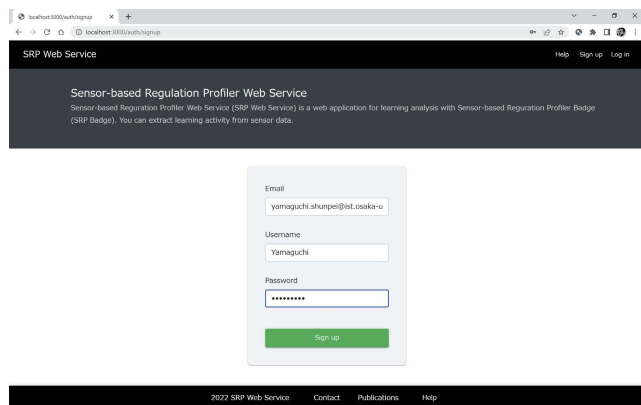 localhost:3000/auth/signup
localhost:3000/auth/signup
SRP Web Service
Help Sign up Log in
Sensor-based Regulation Profiler Web Service
Sensor-based Reguration Profiler Web Service (SRP Web Service) is a web application for learning analysis with Sensor-based Reguration Profiler Badge
(SRP Badge). You can extract learning activity from sensor data.
Email
yamaguchi.shunpei@ist.osaka-u
Username
Yamaguchi
Password
•••••••••
Sign up
2022 SRP Web Service Contact Publications Help